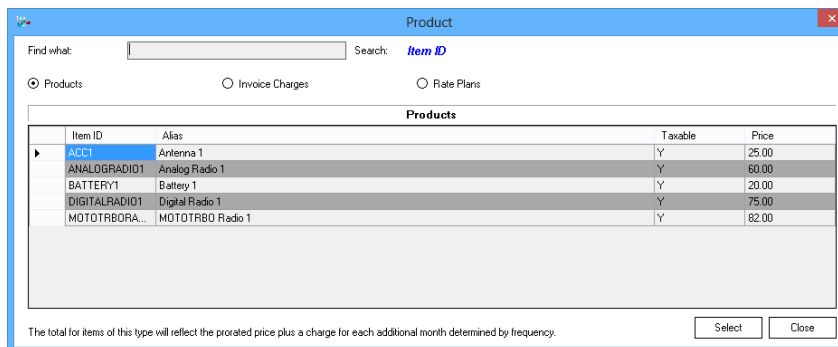 Product
Find what: Search: Item ID
Products Invoice Charges Rate Plans
Products
Item ID Alias Taxable Price
ACC1 Antenna 1 Y 25.00
ANALOGRADIO1 Analog Radio 1 Y 60.00
BATTERY1 Battery 1 Y 20.00
DIGITALRADIO1 Digital Radio 1 Y 75.00
MOTOTRBORA... MOTOTRBO Radio 1 Y 82.00
The total for items of this type will reflect the prorated price plus a charge for each additional month determined by frequency. Select Close